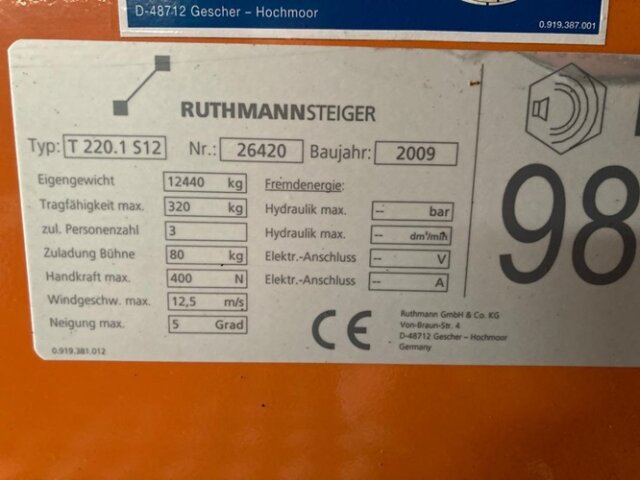 D-48712 Gescher – Hochmoor
0.919.387.001
RUTHMANNSTEIGER
Typ: T 220.1 S12 Nr.: 26420 Baujahr: 2009
Eigengewicht 12440 kg
Tragfähigkeit max. 320 kg
zul. Personenzahl 3
Zuladung Bühne 80 kg
Handkraft max. 400 N
Windgeschw. max. 12,5 m/s
Neigung max. 5 Grad
Fremdenergie:
Hydraulik max. -- bar
Hydraulik max. -- dm³/min
Elektr.-Anschluss -- V
Elektr.-Anschluss -- A
0.919.381.012
CE
Ruthmann GmbH & Co. KG
Von-Braun-Str. 4
D-48712 Gescher – Hochmoor
Germany
98